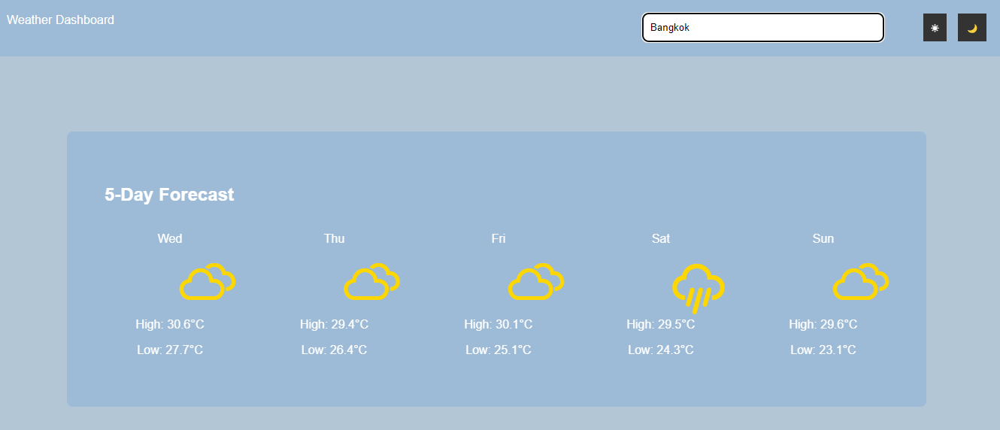 Weather Dashboard
Bangkok
5-Day Forecast
Wed Thu Fri Sat Sun
High: 30.6°C High: 29.4°C High: 30.1°C High: 29.5°C High: 29.6°C
Low: 27.7°C Low: 26.4°C Low: 25.1°C Low: 24.3°C Low: 23.1°C